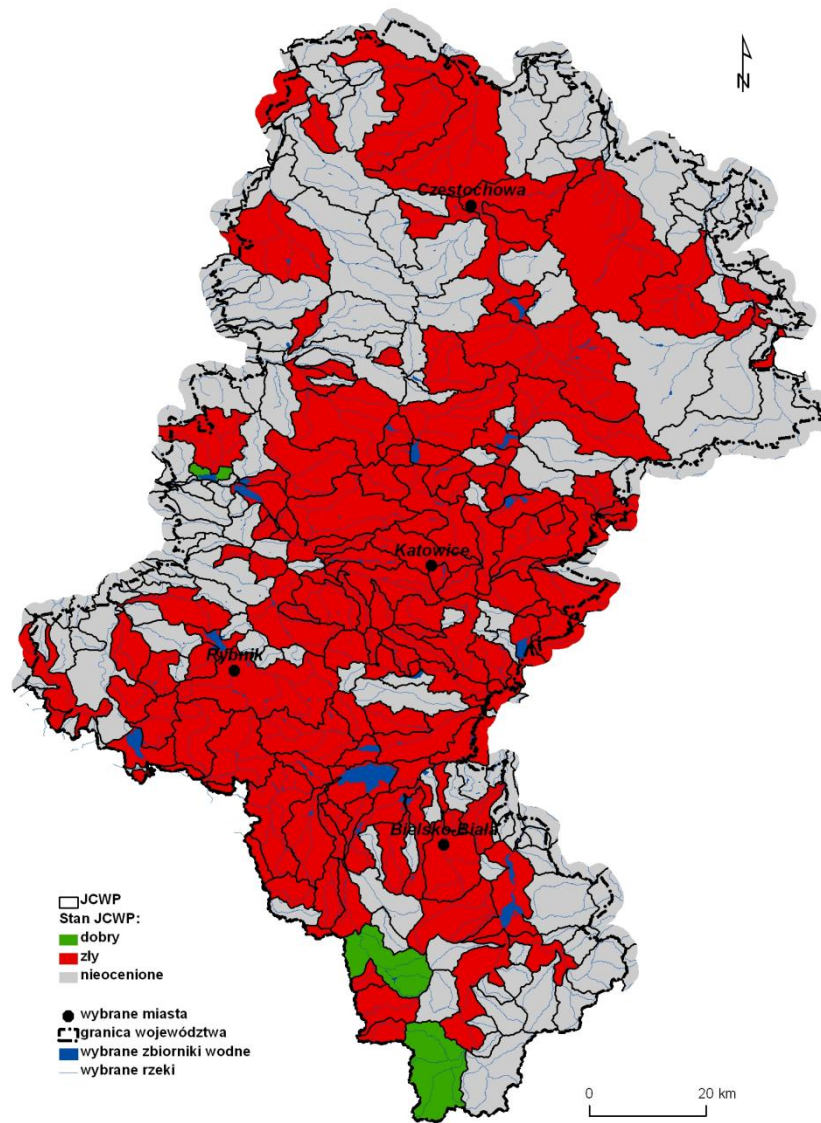 N
Częstochowa
Katowice
Rybnik
Bielsko-Biała
JCWP
Stan JCWP:
dobry
zły
nieocenione
wybrane miasta
granica województwa
wybrane zbiorniki wodne
wybrane rzeki
0 20 km